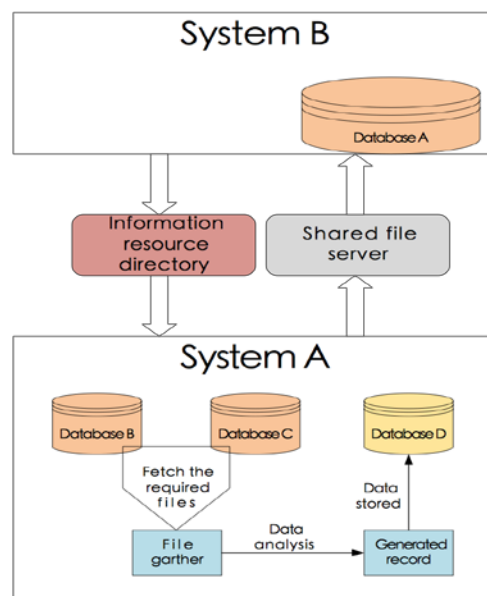 System B
Database A
Information
resource
directory
Shared file
server
System A
Database B
Database C
Database D
Fetch the
required
files
Data
stored
File
garther
Data
analysis
Generated
record